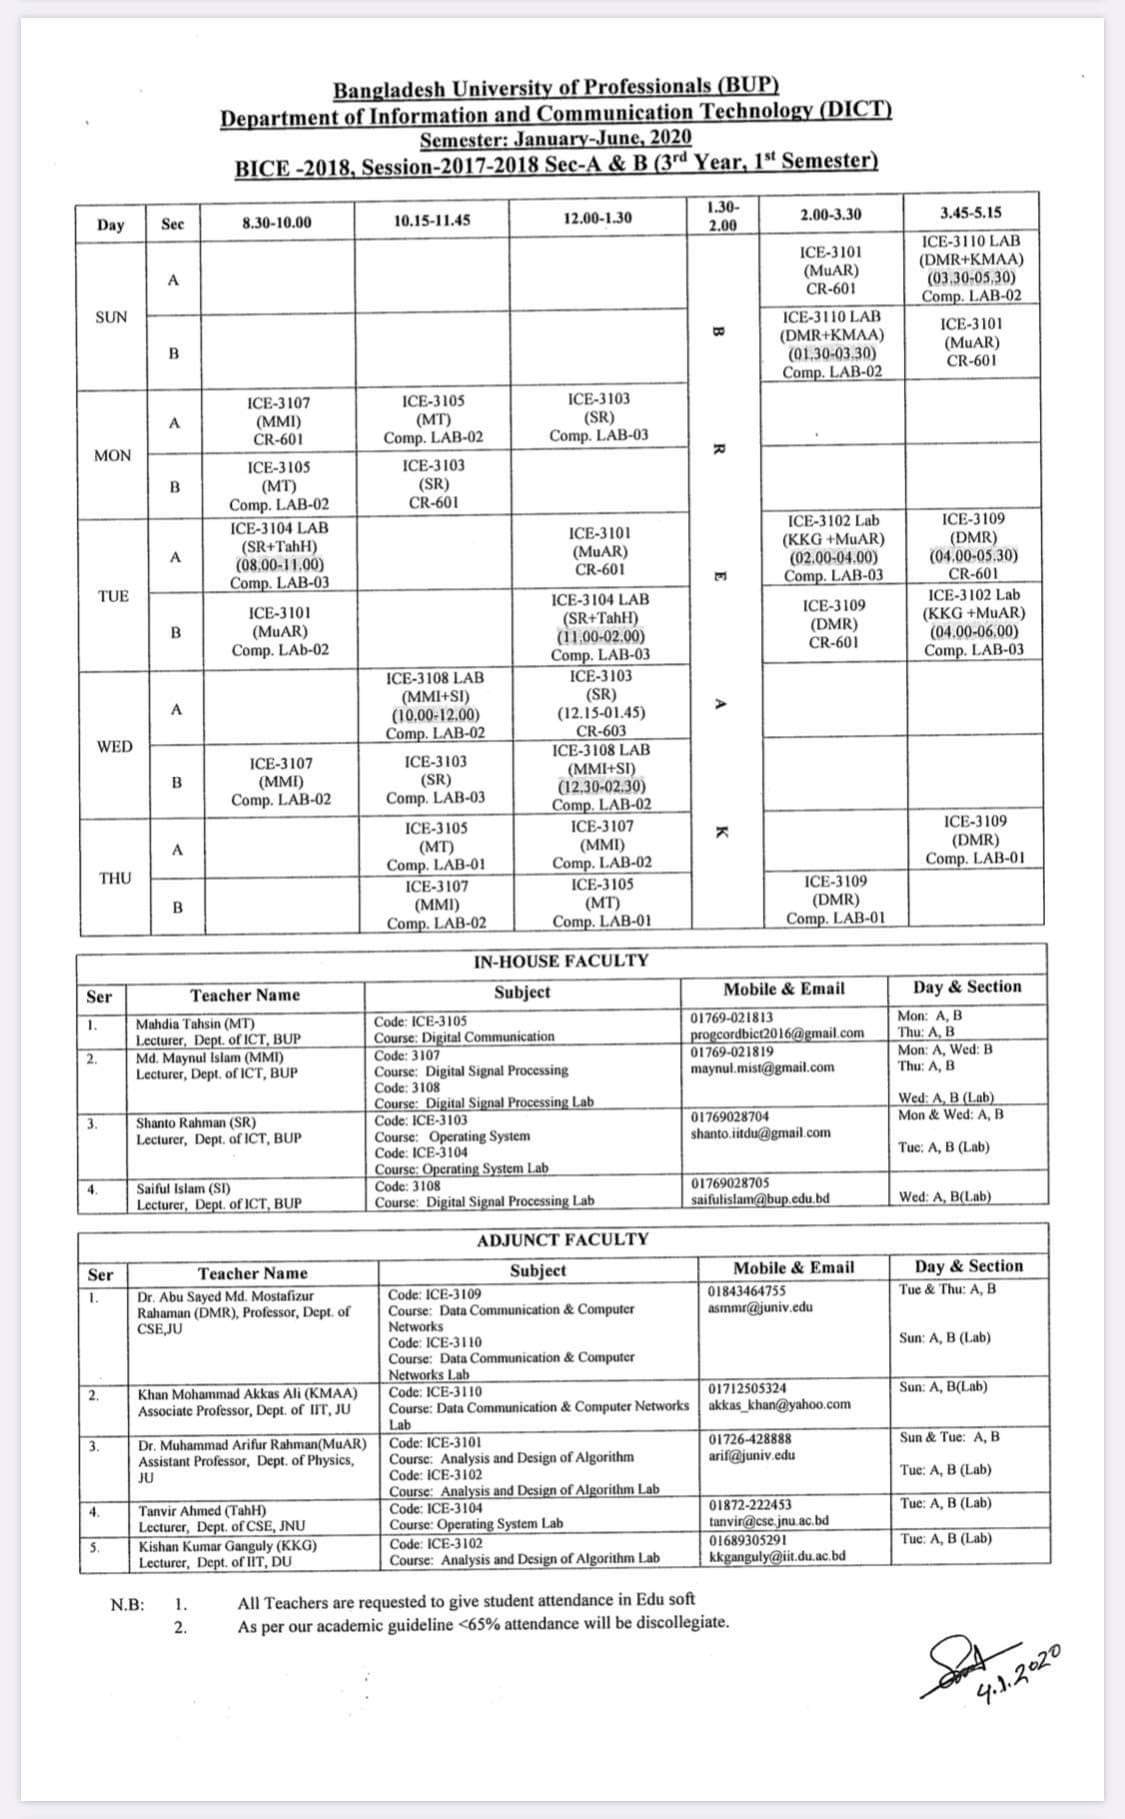 Bangladesh University of Professionals (BUP)
Department of Information and Communication Technology (DICT)
Semester: January-June, 2020
BICE -2018, Session-2017-2018 Sec-A & B (3rd Year, 1st Semester)
Day Sec 8.30-10.00 10.15-11.45 12.00-1.30 1.30-2.00 2.00-3.30 3.45-5.15
SUN
A
ICE-3101
(MuAR)
CR-601
ICE-3110 LAB
(DMR+KMAA)
(03.30-05.30)
Comp. LAB-02
B
ICE-3110 LAB
(DMR+KMAA)
(01.30-03.30)
Comp. LAB-02
ICE-3101
(MuAR)
CR-601
B R E A K
MON
A
ICE-3107
(MMI)
CR-601
ICE-3105
(MT)
Comp. LAB-02
ICE-3103
(SR)
Comp. LAB-03
B
ICE-3105
(MT)
Comp. LAB-02
ICE-3103
(SR)
CR-601
TUE
A
ICE-3104 LAB
(SR+TahH)
(08.00-11.00)
Comp. LAB-03
ICE-3101
(MuAR)
CR-601
ICE-3102 Lab
(KKG +MuAR)
(02.00-04.00)
Comp. LAB-03
ICE-3109
(DMR)
(04.00-05.30)
CR-601
B
ICE-3101
(MuAR)
Comp. LAb-02
ICE-3104 LAB
(SR+TahH)
(11.00-02.00)
Comp. LAB-03
ICE-3109
(DMR)
CR-601
ICE-3102 Lab
(KKG +MuAR)
(04.00-06.00)
Comp. LAB-03
WED
A
ICE-3108 LAB
(MMI+SI)
(10.00-12.00)
Comp. LAB-02
ICE-3103
(SR)
(12.15-01.45)
CR-603
B
ICE-3107
(MMI)
Comp. LAB-02
ICE-3103
(SR)
Comp. LAB-03
ICE-3108 LAB
(MMI+SI)
(12.30-02.30)
Comp. LAB-02
THU
A
ICE-3105
(MT)
Comp. LAB-01
ICE-3107
(MMI)
Comp. LAB-02
ICE-3109
(DMR)
Comp. LAB-01
B
ICE-3107
(MMI)
Comp. LAB-02
ICE-3105
(MT)
Comp. LAB-01
ICE-3109
(DMR)
Comp. LAB-01
IN-HOUSE FACULTY
Ser Teacher Name Subject Mobile & Email Day & Section
1.
Mahdia Tahsin (MT)
Lecturer, Dept. of ICT, BUP
Code: ICE-3105
Course: Digital Communication
01769-021813
progcordbict2016@gmail.com
Mon: A, B
Thu: A, B
2.
Md. Maynul Islam (MMI)
Lecturer, Dept. of ICT, BUP
Code: 3107
Course: Digital Signal Processing
Code: 3108
Course: Digital Signal Processing Lab
01769-021819
maynul.mist@gmail.com
Mon: A, Wed: B
Thu: A, B
Wed: A, B (Lab)
3.
Shanto Rahman (SR)
Lecturer, Dept. of ICT, BUP
Code: ICE-3103
Course: Operating System
Code: ICE-3104
Course: Operating System Lab
01769028704
shanto.iitdu@gmail.com
Mon & Wed: A, B
Tue: A, B (Lab)
4.
Saiful Islam (SI)
Lecturer, Dept. of ICT, BUP
Code: 3108
Course: Digital Signal Processing Lab
01769028705
saifulislam@bup.edu.bd
Wed: A, B(Lab)
ADJUNCT FACULTY
Ser Teacher Name Subject Mobile & Email Day & Section
1.
Dr. Abu Sayed Md. Mostafizur
Rahaman (DMR), Professor, Dept. of
CSE,JU
Code: ICE-3109
Course: Data Communication & Computer
Networks
Code: ICE-3110
Course: Data Communication & Computer
Networks Lab
01843464755
asmmr@juniv.edu
Tue & Thu: A, B
Sun: A, B (Lab)
2.
Khan Mohammad Akkas Ali (KMAA)
Associate Professor, Dept. of IIT, JU
Code: ICE-3110
Course: Data Communication & Computer Networks
Lab
01712505324
akkas_khan@yahoo.com
Sun: A, B(Lab)
3.
Dr. Muhammad Arifur Rahman(MuAR)
Assistant Professor, Dept. of Physics,
JU
Code: ICE-3101
Course: Analysis and Design of Algorithm
Code: ICE-3102
Course: Analysis and Design of Algorithm Lab
01726-428888
arif@juniv.edu
Sun & Tue: A, B
Tue: A, B (Lab)
4.
Tanvir Ahmed (TahH)
Lecturer, Dept. of CSE, JNU
Code: ICE-3104
Course: Operating System Lab
01872-222453
tanvir@cse.jnu.ac.bd
Tue: A, B (Lab)
5.
Kishan Kumar Ganguly (KKG)
Lecturer, Dept. of IIT, DU
Code: ICE-3102
Course: Analysis and Design of Algorithm Lab
01689305291
kkganguly@iit.du.ac.bd
Tue: A, B (Lab)
N.B: 1. All Teachers are requested to give student attendance in Edu soft
2. As per our academic guideline <65% attendance will be discollegiate.
4.1.2020